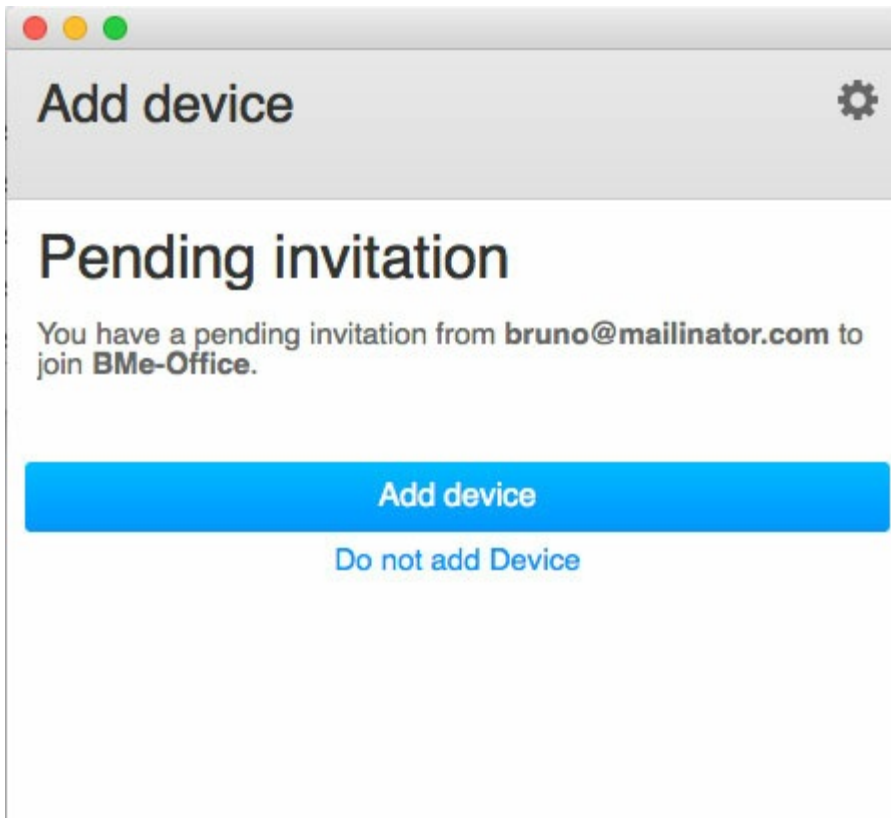 Add device
Pending invitation
You have a pending invitation from bruno@mailinator.com to
join BMe-Office.
Add device
Do not add Device